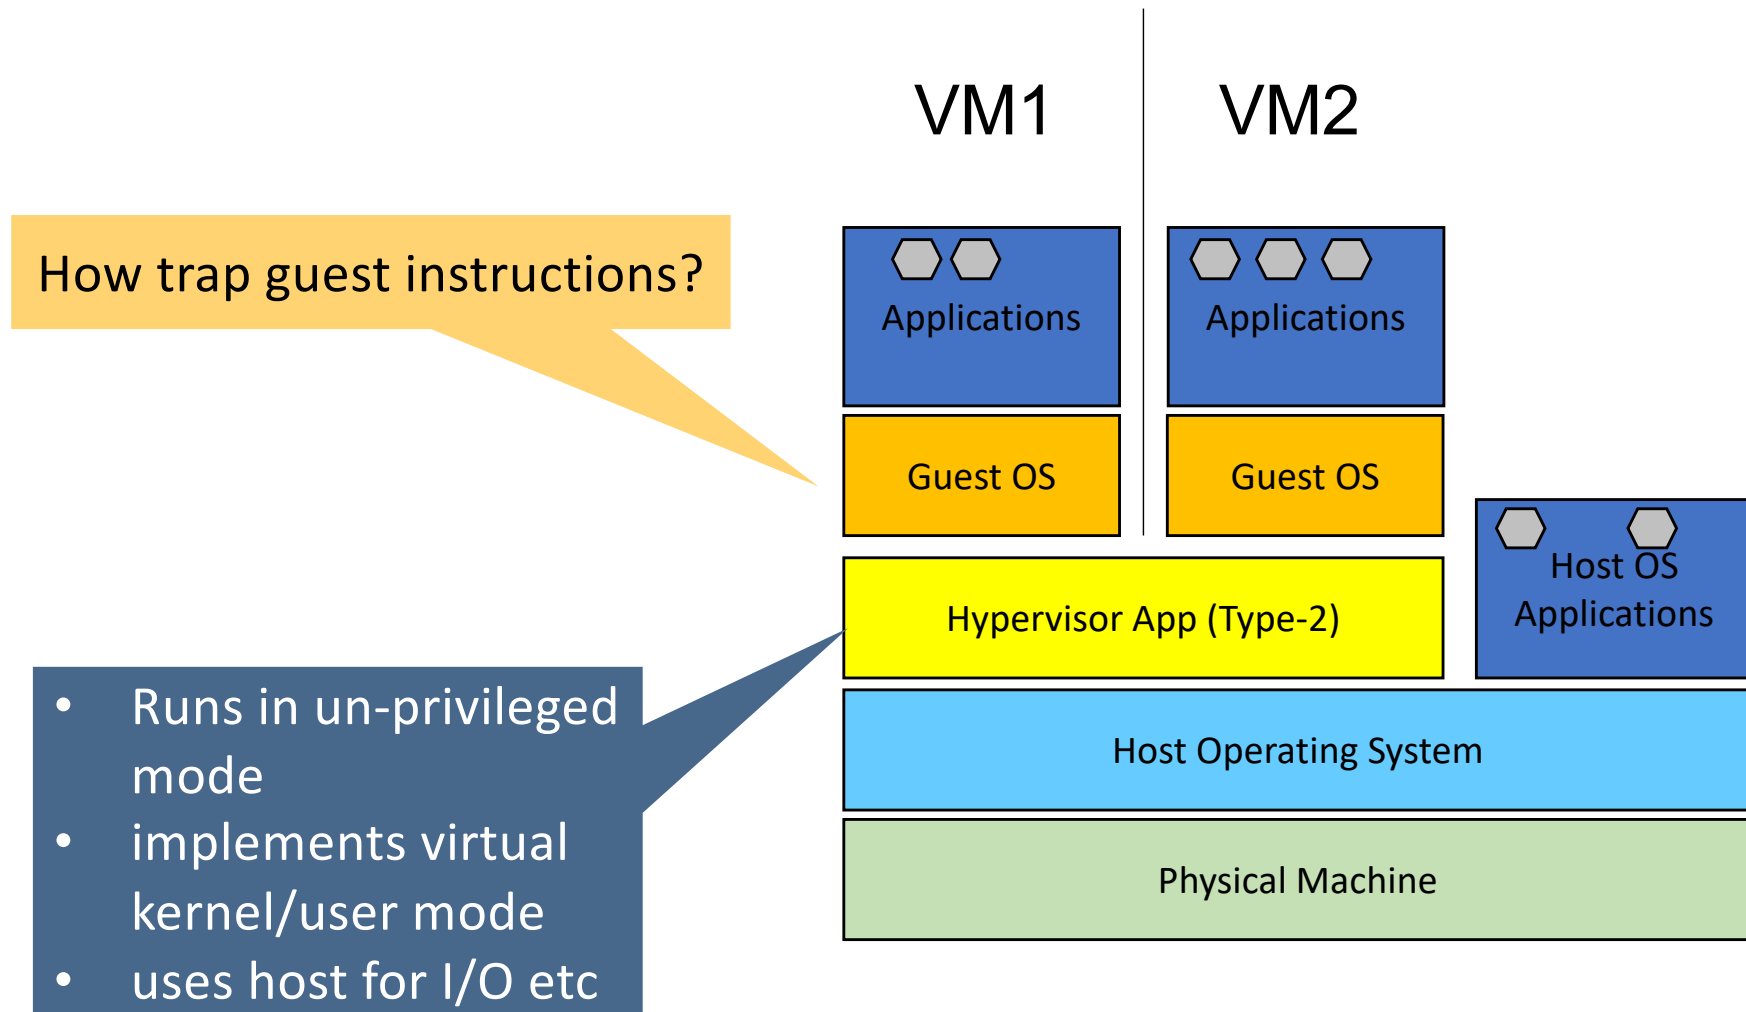 VM1
VM2
How trap guest instructions?
Applications
Applications
Guest OS
Guest OS
Host OS
Applications
Hypervisor App (Type-2)
• Runs in un-privileged
mode
• implements virtual
kernel/user mode
• uses host for I/O etc
Host Operating System
Physical Machine